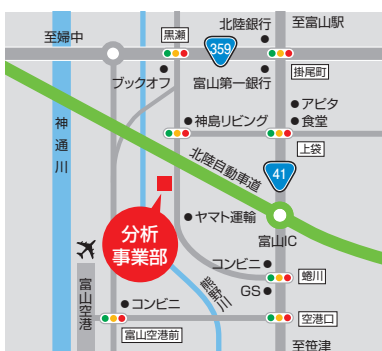 北陸銀行
至富山駅
至婦中
黒瀬
359
ブックオフ
富山第一銀行
掛尾町
アピタ
食堂
神島リビング
上袋
神通川
北陸自動車道
41
分析
事業部
ヤマト運輸
富山IC
コンビニ
蜷川
熊野川
GS
富山空港
コンビニ
空港口
富山空港前
至笹津